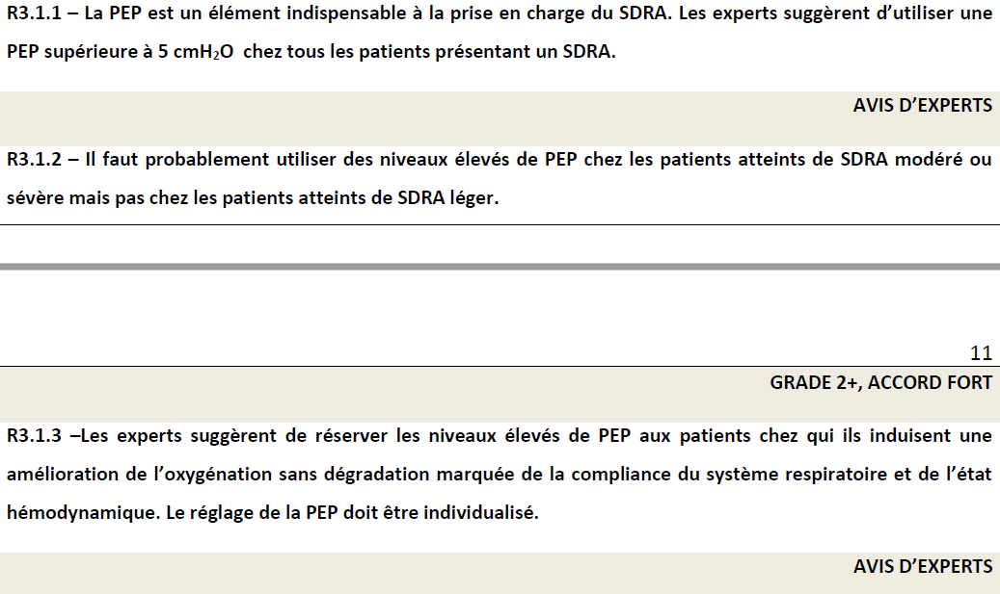 R3.1.1 – La PEP est un élément indispensable à la prise en charge du SDRA. Les experts suggèrent d’utiliser une
PEP supérieure à 5 cmH₂O chez tous les patients présentant un SDRA.
AVIS D’EXPERTS
R3.1.2 – Il faut probablement utiliser des niveaux élevés de PEP chez les patients atteints de SDRA modéré ou
sévère mais pas chez les patients atteints de SDRA léger.
11
GRADE 2+, ACCORD FORT
R3.1.3 –Les experts suggèrent de réserver les niveaux élevés de PEP aux patients chez qui ils induisent une
amélioration de l’oxygénation sans dégradation marquée de la compliance du système respiratoire et de l’état
hémodynamique. Le réglage de la PEP doit être individualisé.
AVIS D’EXPERTS